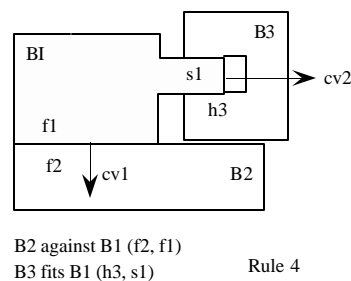 BI
B3
s1
cv2
h3
f1
f2
cv1
B2
B2 against B1 (f2, f1)
B3 fits B1 (h3, s1)
Rule 4